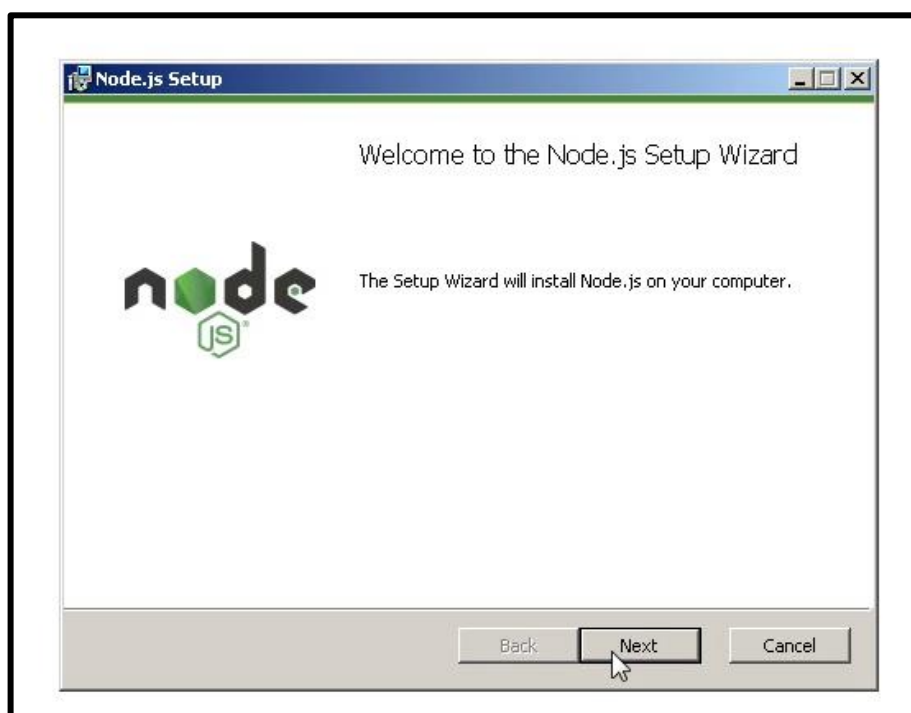 Node.js Setup
Welcome to the Node.js Setup Wizard
The Setup Wizard will install Node.js on your computer.
node
JS
Back
Next
Cancel